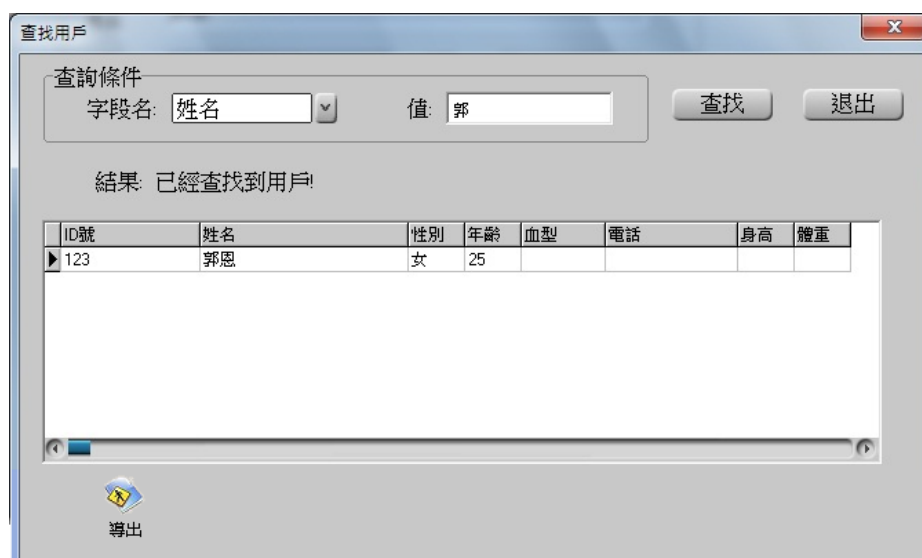 查找用戶
查詢條件
字段名: 姓名 值: 郭 查找 退出
結果: 已經查找到用戶!
ID號 姓名 性別 年齡 血型 電話 身高 體重
123 郭恩 女 25
導出